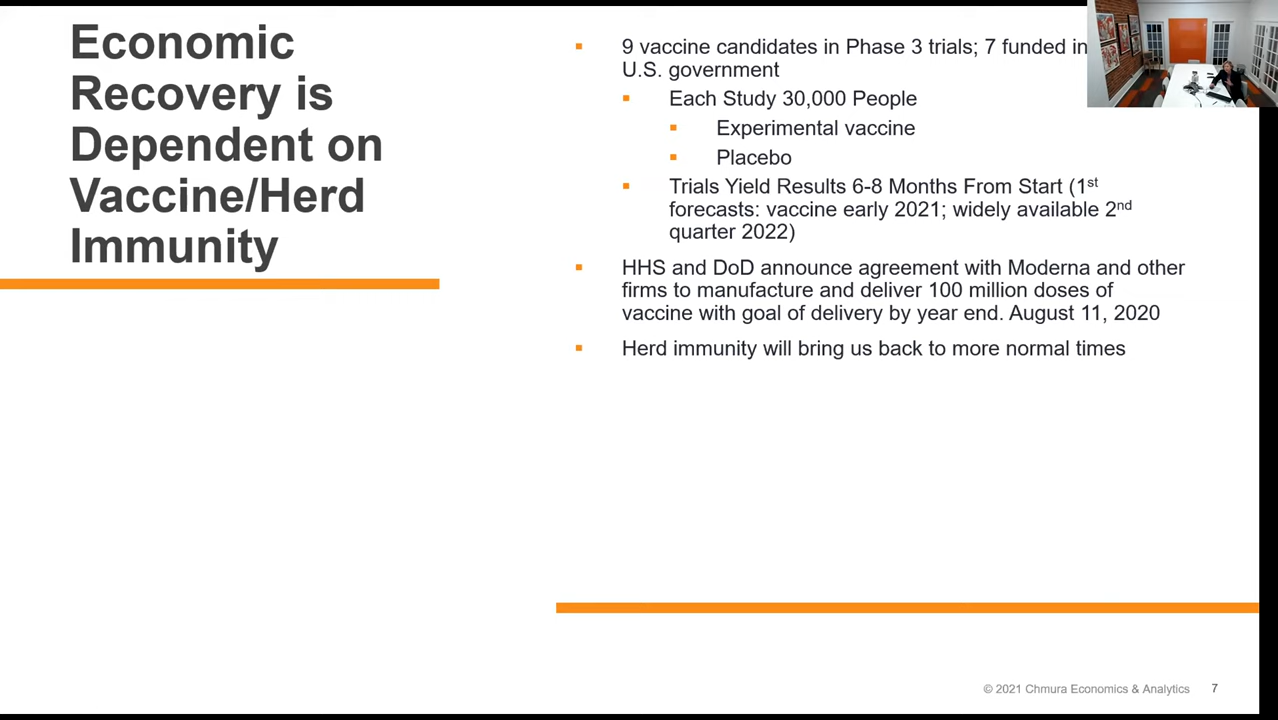 Economic
Recovery is
Dependent on
Vaccine/Herd
Immunity
9 vaccine candidates in Phase 3 trials; 7 funded in
U.S. government
Each Study 30,000 People
Experimental vaccine
Placebo
Trials Yield Results 6-8 Months From Start (1st
forecasts: vaccine early 2021; widely available 2nd
quarter 2022)
HHS and DoD announce agreement with Moderna and other
firms to manufacture and deliver 100 million doses of
vaccine with goal of delivery by year end. August 11, 2020
Herd immunity will bring us back to more normal times
© 2021 Chmura Economics & Analytics 7